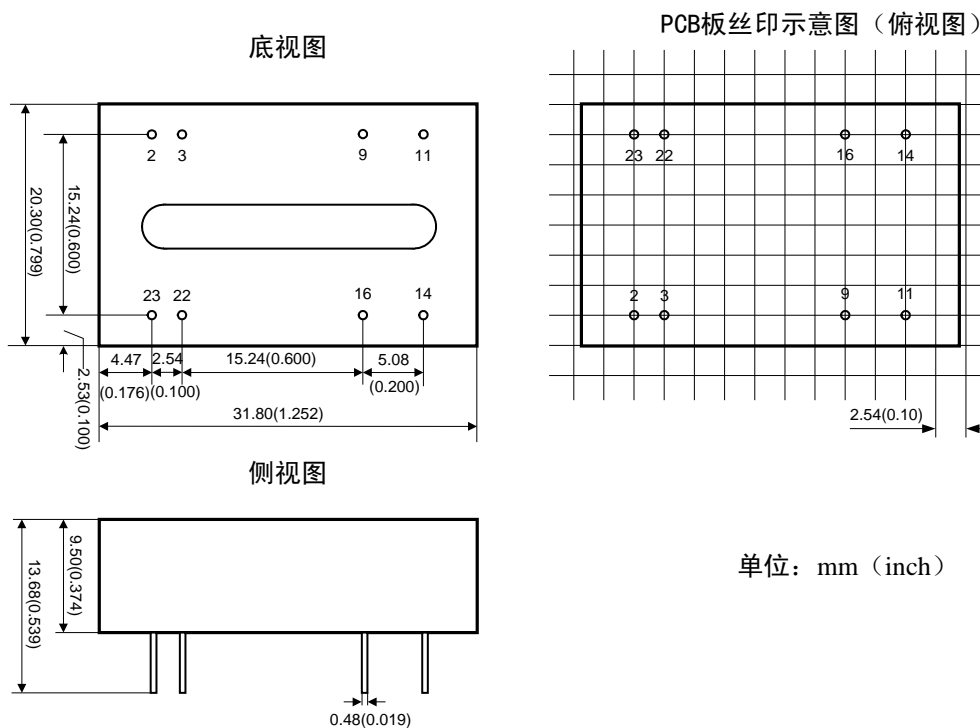 底视图
2 3 9 11
23 22 16 14
20.30(0.799)
15.24(0.600)
2.53(0.100)
4.47 2.54 15.24(0.600) 5.08
(0.176)(0.100) (0.200)
31.80(1.252)
PCB板丝印示意图（俯视图）
23 22 16 14
2 3 9 11
2.54(0.10)
侧视图
9.50(0.374)
13.68(0.539)
0.48(0.019)
单位：mm（inch）